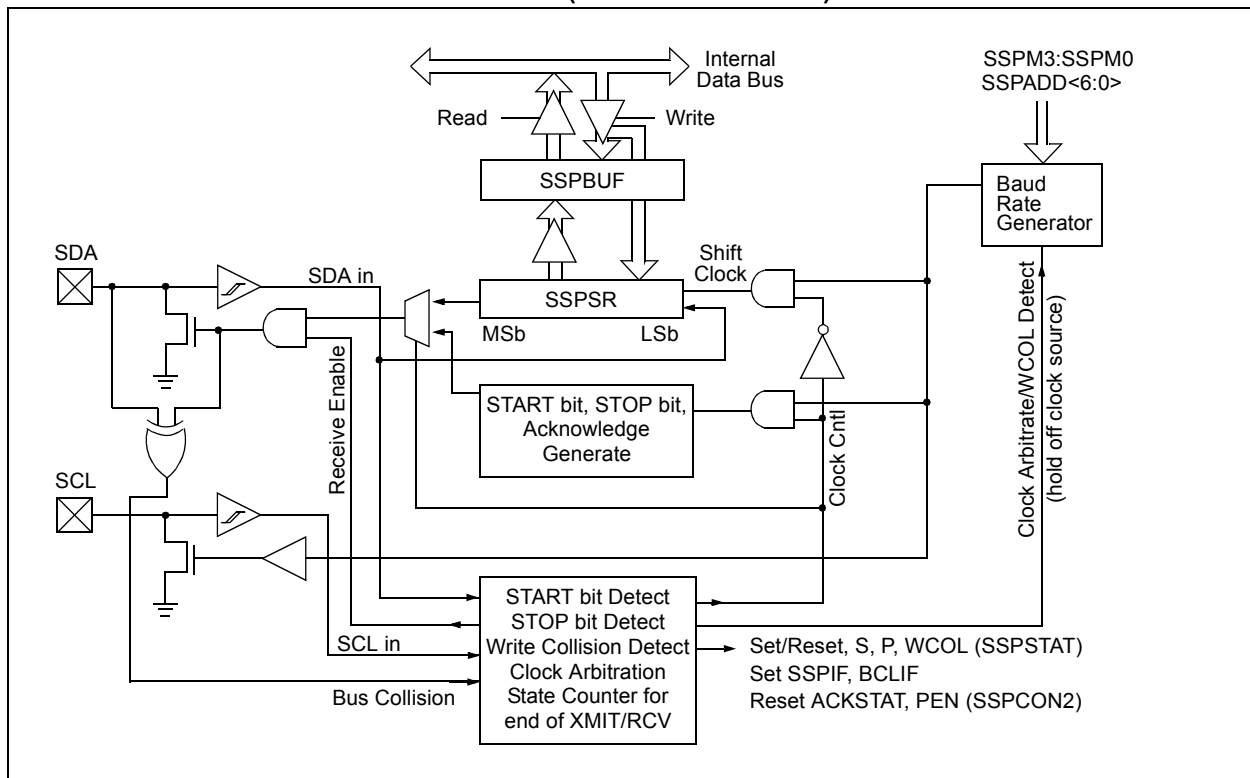 Internal
Data Bus
SSPM3:SSPM0
SSPADD<6:0>
Read
Write
SSPBUF
Baud
Rate
Generator
SDA
SDA in
Shift
Clock
SSPSR
MSb
LSb
START bit, STOP bit,
Acknowledge
Generate
Receive Enable
Clock Cntl
Clock Arbitrate/WCOL Detect
(hold off clock source)
SCL
SCL in
Bus Collision
START bit Detect
STOP bit Detect
Write Collision Detect
Clock Arbitration
State Counter for
end of XMIT/RCV
Set/Reset, S, P, WCOL (SSPSTAT)
Set SSPIF, BCLIF
Reset ACKSTAT, PEN (SSPCON2)